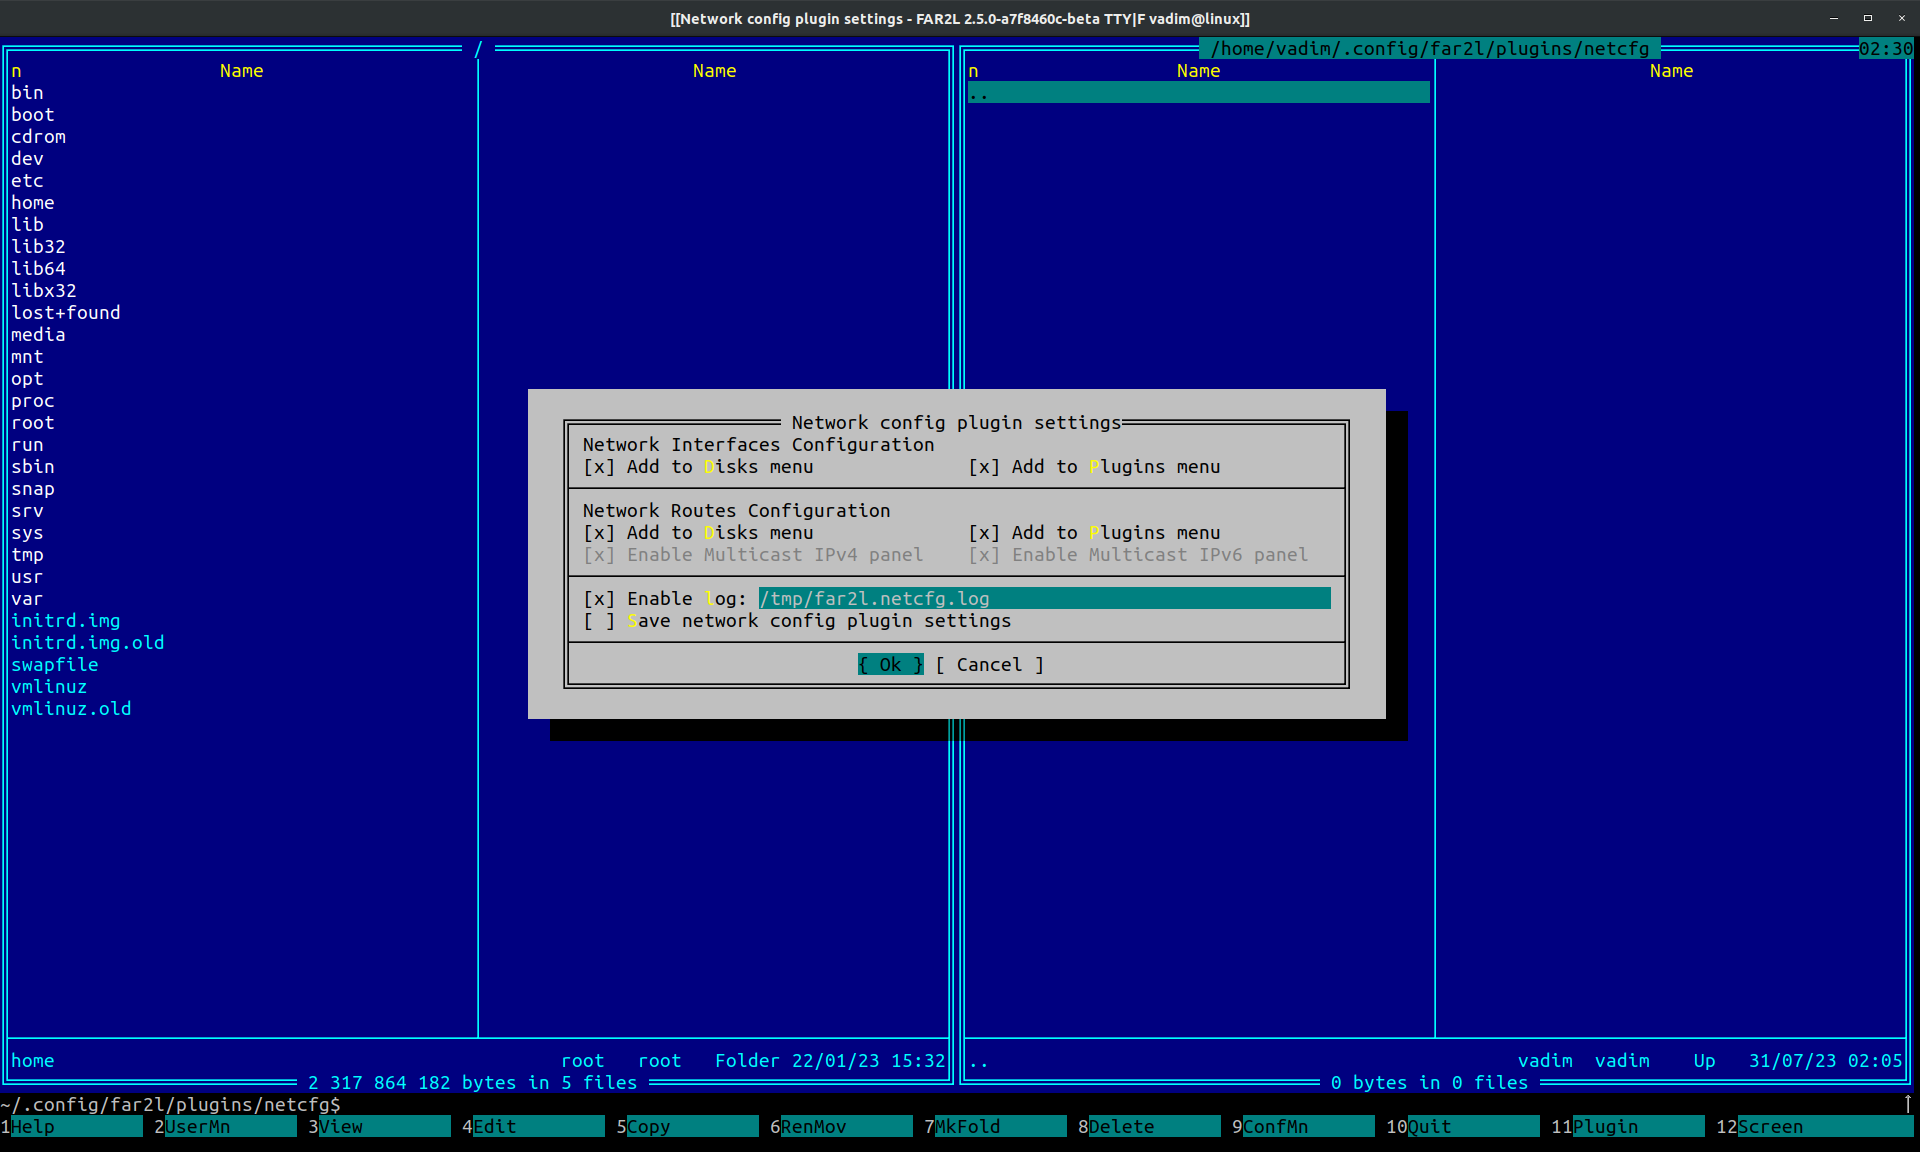 [[Network config plugin settings - FAR2L 2.5.0-a7f8460c-beta TTY|F vadim@linux]]
/
/home/vadim/.config/far2l/plugins/netcfg 02:30
n Name Name n Name Name
bin
..
boot
cdrom
dev
etc
home
lib
lib32
lib64
libx32
lost+found
media
mnt
opt
proc
root
run
sbin
snap
srv
sys
tmp
usr
var
initrd.img
initrd.img.old
swapfile
vmlinuz
vmlinuz.old
Network config plugin settings
Network Interfaces Configuration
[x] Add to Disks menu [x] Add to Plugins menu
Network Routes Configuration
[x] Add to Disks menu [x] Add to Plugins menu
[x] Enable Multicast IPv4 panel [x] Enable Multicast IPv6 panel
[x] Enable log: /tmp/far2l.netcfg.log
[ ] Save network config plugin settings
{ Ok } [ Cancel ]
home root root Folder 22/01/23 15:32
.. vadim vadim Up 31/07/23 02:05
2 317 864 182 bytes in 5 files
0 bytes in 0 files
~/.config/far2l/plugins/netcfg$ ↑
1Help 2UserMn 3View 4Edit 5Copy 6RenMov 7MkFold 8Delete 9ConfMn 10Quit 11Plugin 12Screen